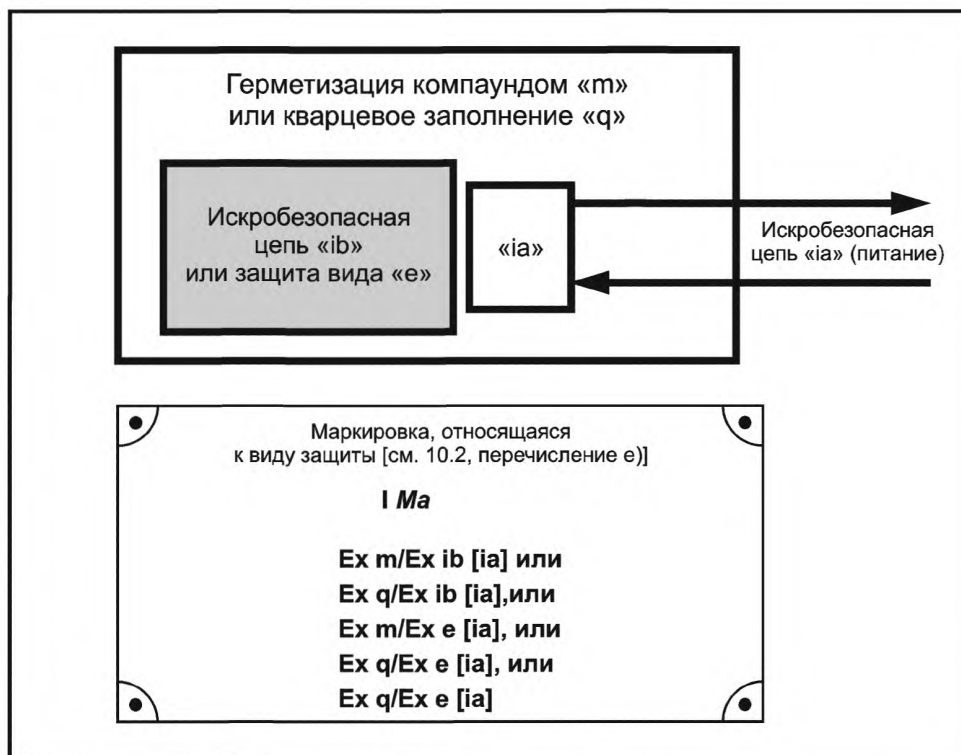 Герметизация компаундом «m»
или кварцевое заполнение «q»
Искробезопасная
цепь «ib»
или защита вида «e»
«ia»
Искробезопасная
цепь «ia» (питание)
Маркировка, относящаяся
к виду защиты [см. 10.2, перечисление е)]
I Ma
Ex m/Ex ib [ia] или
Ex q/Ex ib [ia],или
Ex m/Ex e [ia], или
Ex q/Ex e [ia], или
Ex q/Ex e [ia]